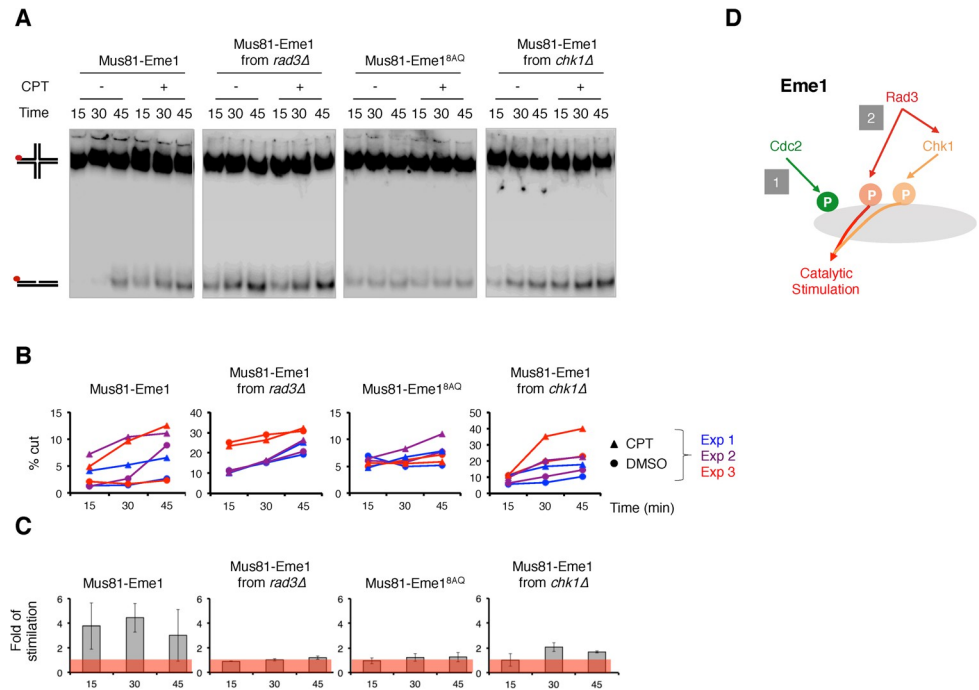 A
Mus81-Eme1
Mus81-Eme1
from rad3Δ
Mus81-Eme1⁸ᴬQ
Mus81-Eme1
from chk1Δ
CPT - + - + - + - +
Time 15 30 45 15 30 45 15 30 45 15 30 45 15 30 45 15 30 45 15 30 45 15 30 45
B
Mus81-Eme1
Mus81-Eme1
from rad3Δ
Mus81-Eme1⁸ᴬQ
Mus81-Eme1
from chk1Δ
% cut
15
10
5
0
15 30 45
40
30
20
10
0
15 30 45
15
10
5
0
15 30 45
50
40
30
20
10
0
15 30 45
CPT
DMSO
Exp 1
Exp 2
Exp 3
Time (min)
C
Mus81-Eme1
Mus81-Eme1
from rad3Δ
Mus81-Eme1⁸ᴬQ
Mus81-Eme1
from chk1Δ
Fold of
stimilation
6
4
2
0
15 30 45
6
4
2
0
15 30 45
6
4
2
0
15 30 45
6
4
2
0
15 30 45
D
Eme1
Rad3
2
Cdc2
Chk1
1
P P P
Catalytic
Stimulation